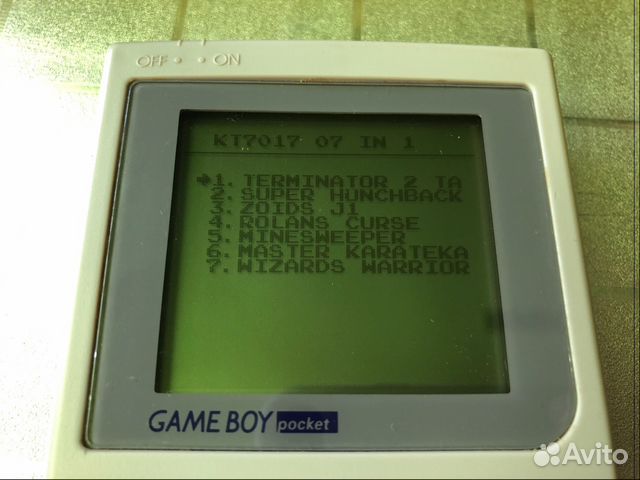 OFF • • ON
KT7017 07 IN 1
1. TERMINATOR 2 TA
2. SUPER HUNCHBACK
3. ZOIDS J1
4. ROLANS CURSE
5. MINESWEEPER
6. MASTER KARATEKA
7. WIZARDS WARRIOR
GAME BOY pocket
Avito